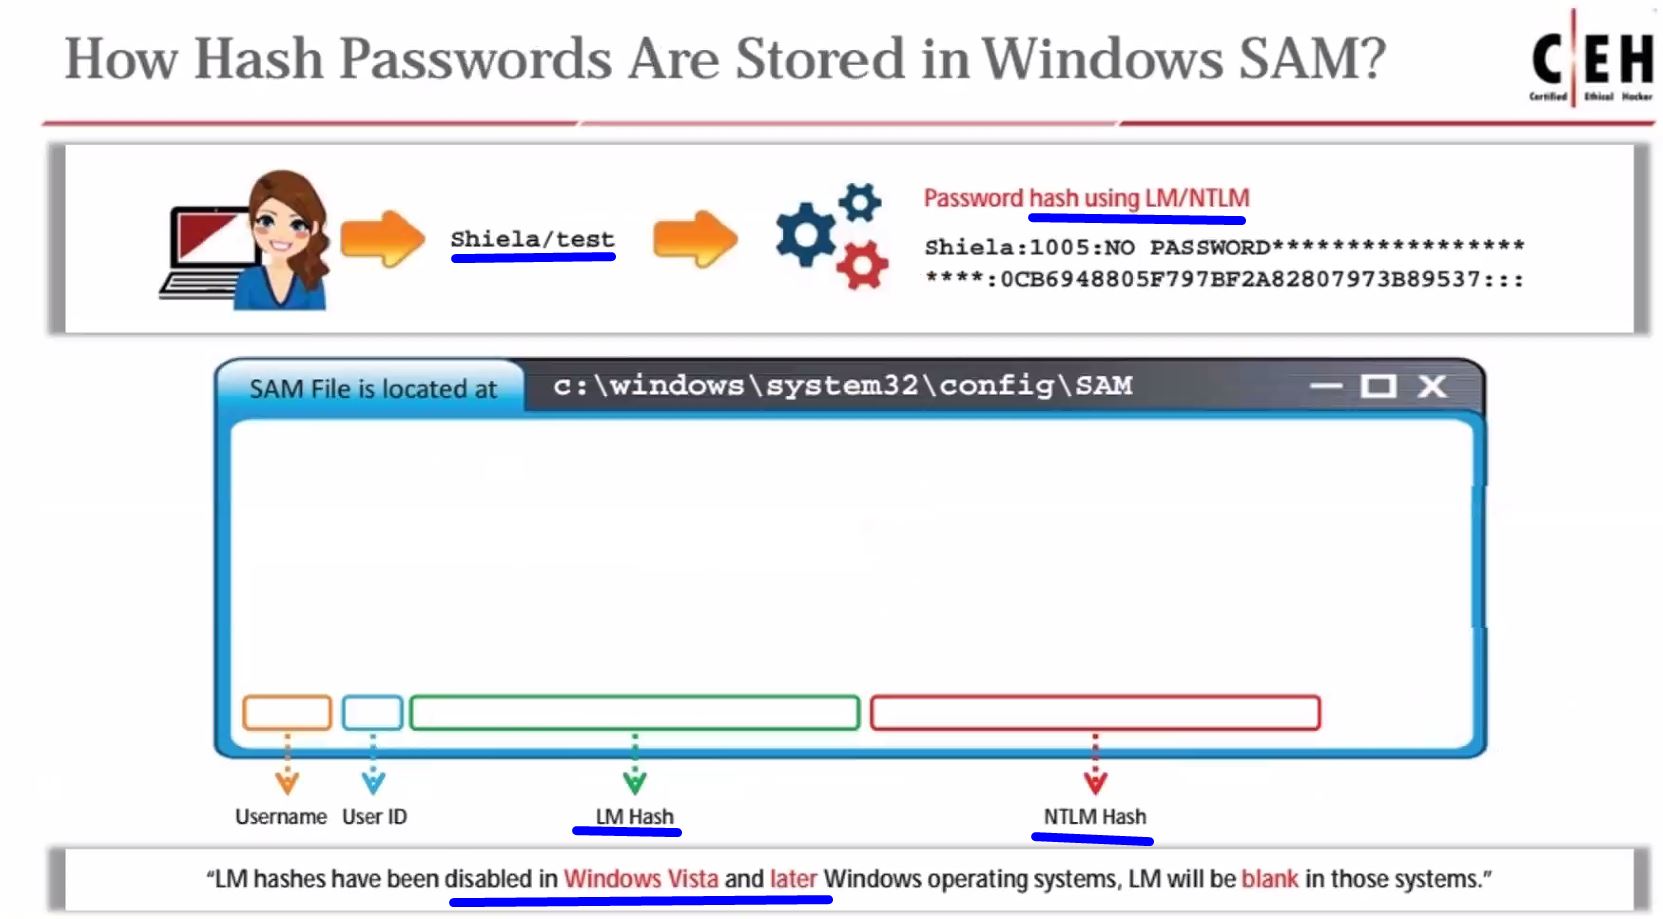 How Hash Passwords Are Stored in Windows SAM?
C|EH
Certified Ethical Hacker
Password hash using LM/NTLM
Shiela/test
Shiela:1005:NO PASSWORD*****************
****:0CB6948805F797BF2A82807973B89537:::
SAM File is located at
c:\windows\system32\config\SAM
Username
User ID
LM Hash
NTLM Hash
“LM hashes have been disabled in Windows Vista and later Windows operating systems, LM will be blank in those systems.”